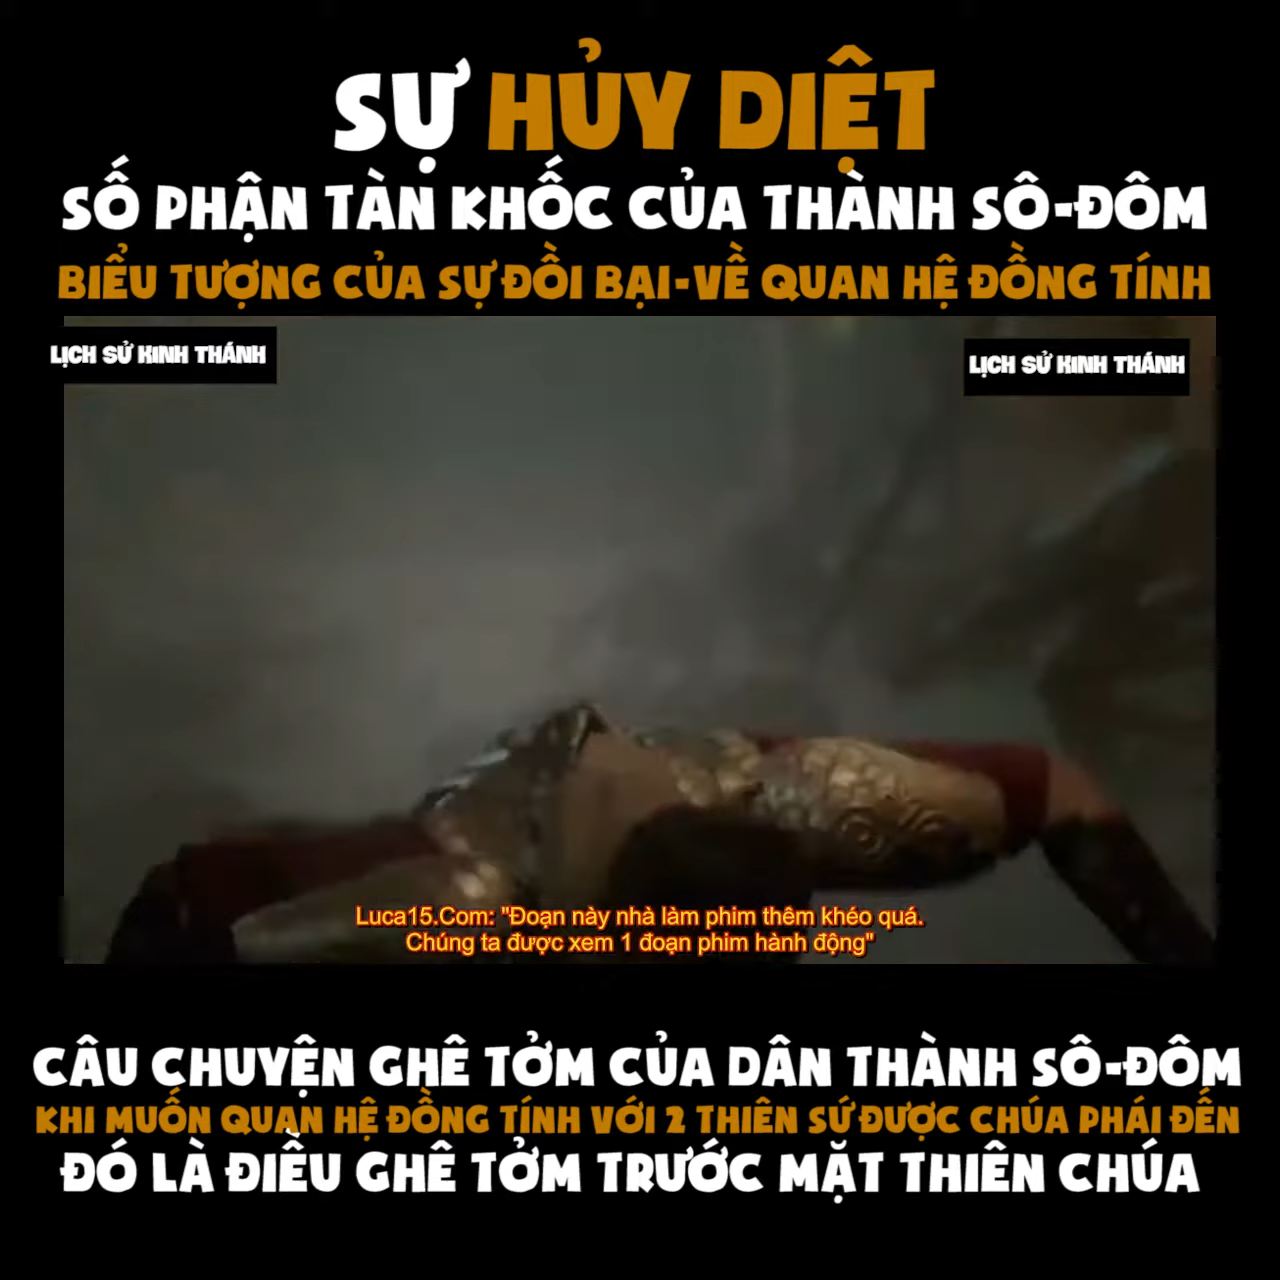 SỰ HỦY DIỆT
SỐ PHẬN TÀN KHỐC CỦA THÀNH SÔ-ĐÔM
BIỂU TƯỢNG CỦA SỰ ĐỒI BẠI-VỀ QUAN HỆ ĐỒNG TÍNH
LỊCH SỬ KINH THÁNH
LỊCH SỬ KINH THÁNH
Luca15.Com: "Đoạn này nhà làm phim thêm khéo quá.
Chúng ta được xem 1 đoạn phim hành động"
CÂU CHUYỆN GHÊ TỞM CỦA DÂN THÀNH SÔ-ĐÔM
KHI MUỐN QUAN HỆ ĐỒNG TÍNH VỚI 2 THIÊN SỨ ĐƯỢC CHÚA PHÁI ĐẾN
ĐÓ LÀ ĐIỀU GHÊ TỞM TRƯỚC MẶT THIÊN CHÚA